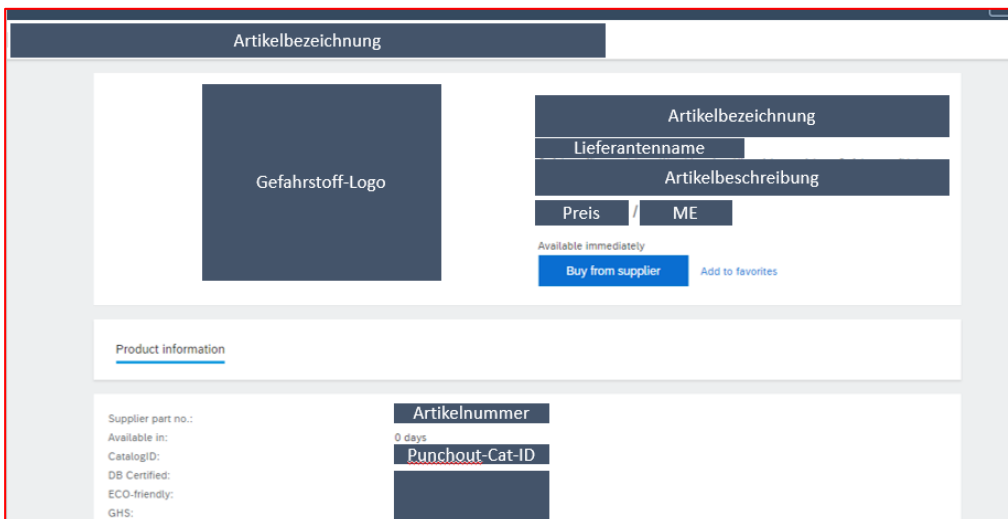 Artikelbezeichnung
Artikelbezeichnung
Lieferantenname
Gefahrstoff-Logo
Artikelbeschreibung
Preis / ME
Available immediately
Buy from supplier Add to favorites
Product information
Supplier part no.: Artikelnummer
Available in: 0 days
CatalogID: Punchout-Cat-ID
DB Certified:
ECO-friendly:
GHS: